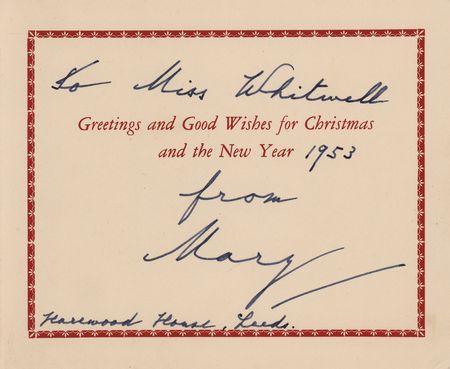 To Miss Whitwell
Greetings and Good Wishes for Christmas
and the New Year 1953
from
Mary
Harewood House, Leeds.